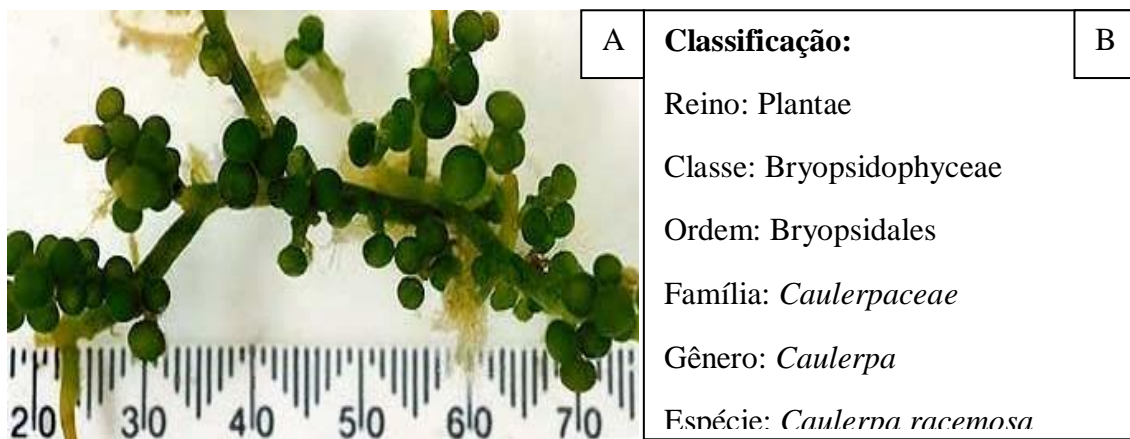 A
Classificação:
B
Reino: Plantae
Classe: Bryopsidophyceae
Ordem: Bryopsidales
Família: Caulerpaceae
Gênero: Caulerpa
Espécie: Caulerpa racemosa
20 30 40 50 60 70